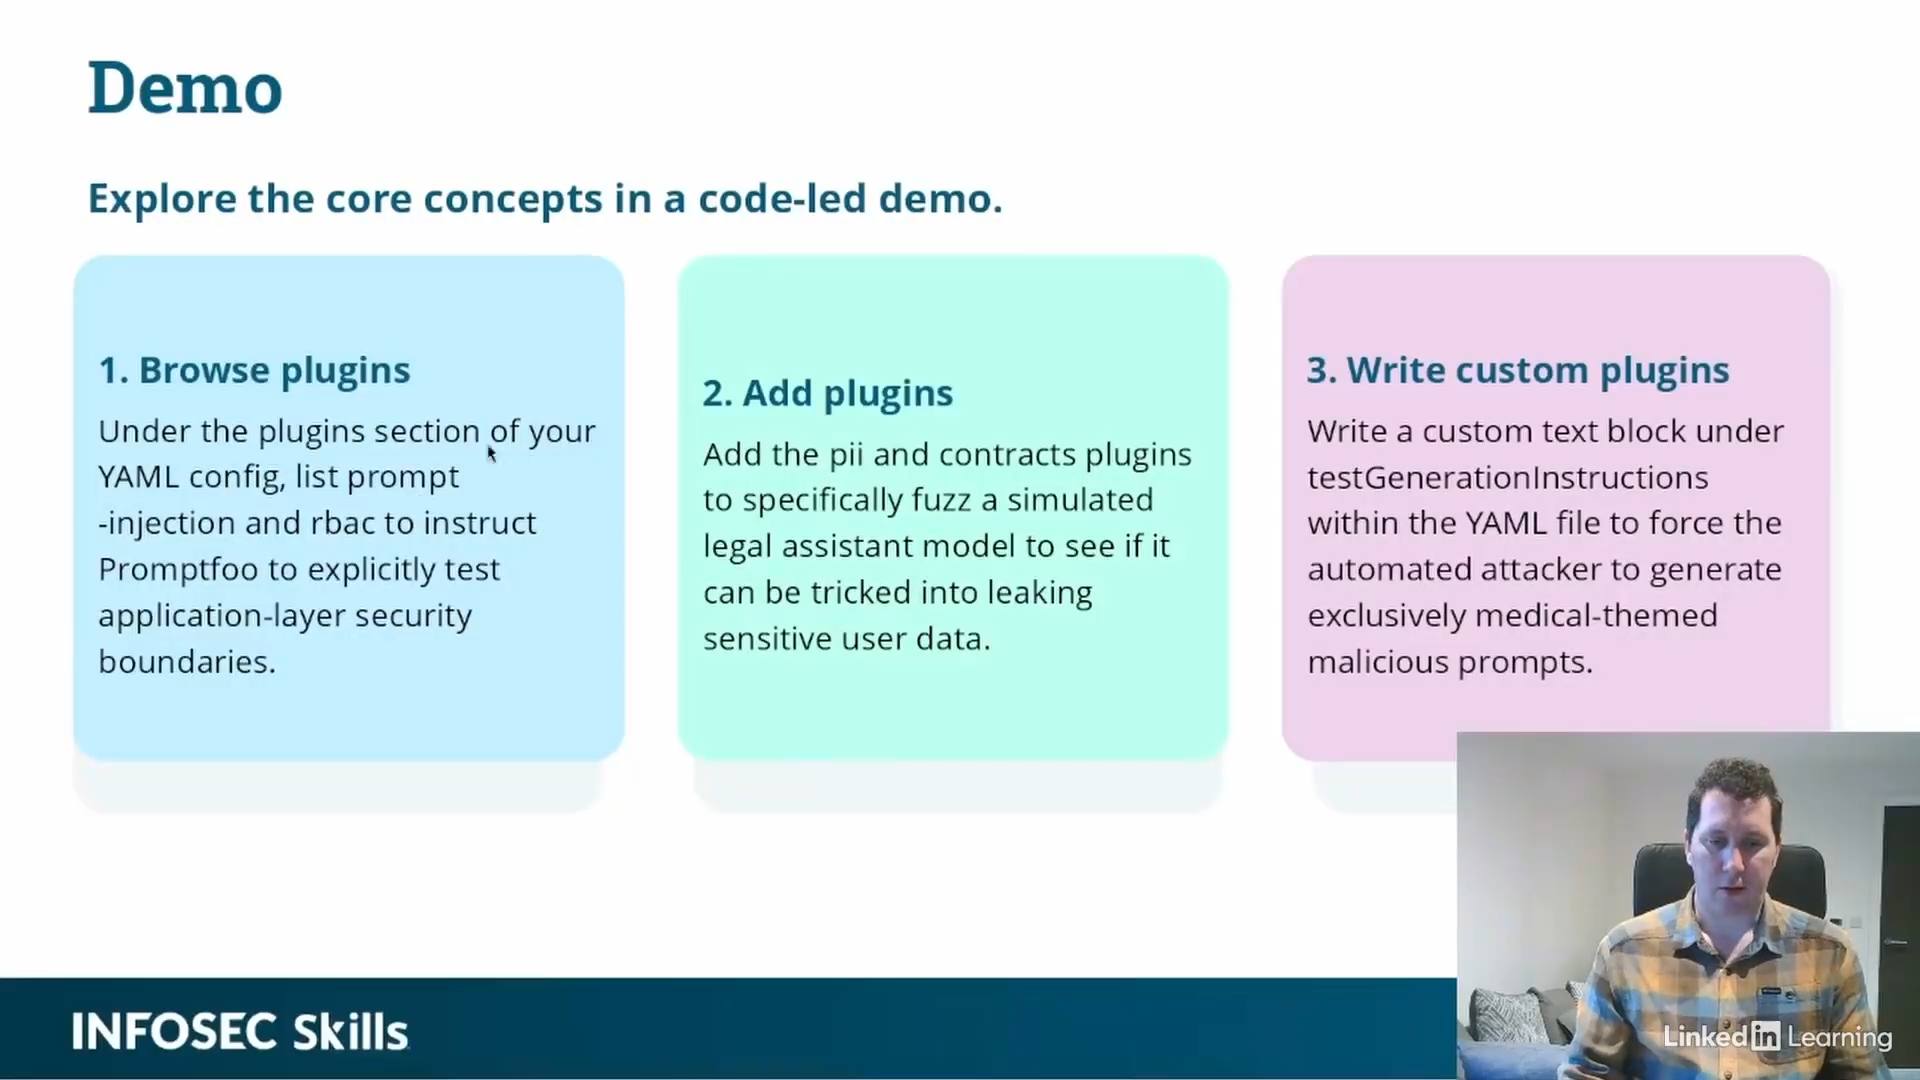 Demo
Explore the core concepts in a code-led demo.
1. Browse plugins
Under the plugins section of your
YAML config, list prompt
-injection and rbac to instruct
Promptfoo to explicitly test
application-layer security
boundaries.
2. Add plugins
Add the pii and contracts plugins
to specifically fuzz a simulated
legal assistant model to see if it
can be tricked into leaking
sensitive user data.
3. Write custom plugins
Write a custom text block under
testGenerationInstructions
within the YAML file to force the
automated attacker to generate
exclusively medical-themed
malicious prompts.
INFOSEC Skills
LinkedIn Learning